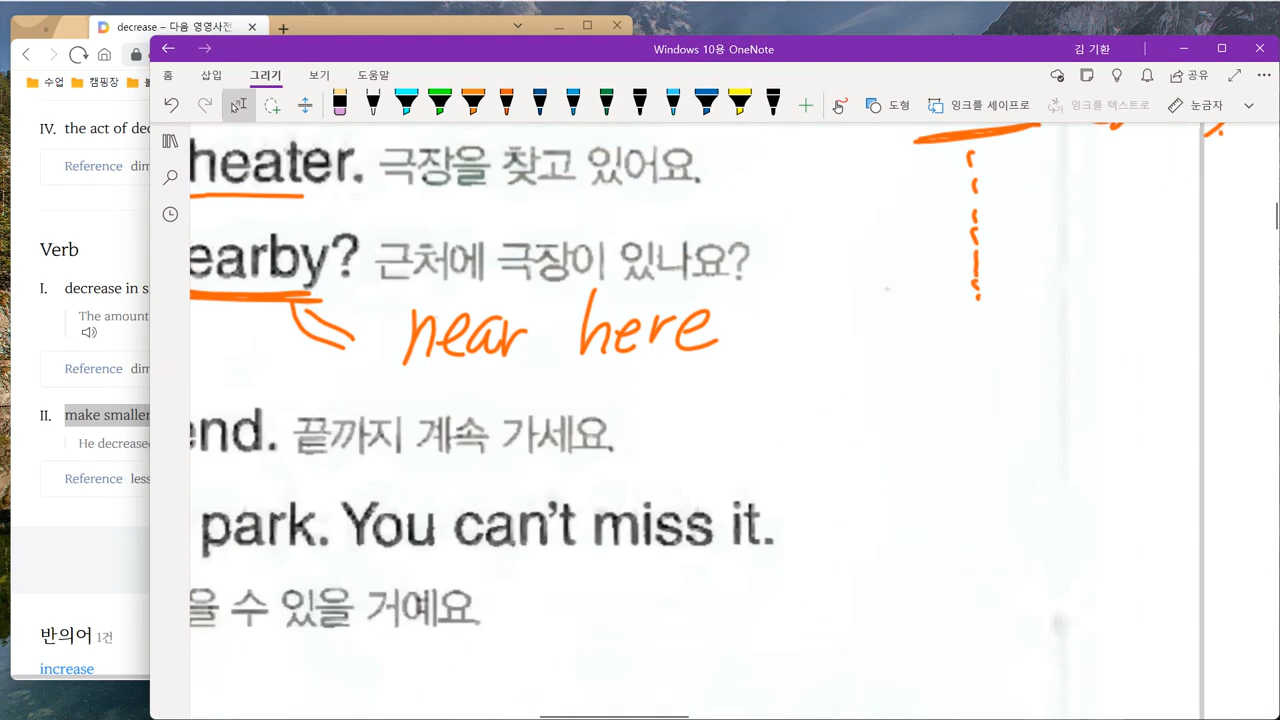 decrease – 다음 영영사전
Windows 10용 OneNote
김 기환
수업 캠핑장
홈 삽입 그리기 보기 도움말
공유
도형 잉크를 셰이프로 잉크를 텍스트로 눈금자
IV. the act of dec
Reference dim
Verb
I. decrease in s
The amount
Reference dim
II. make smaller
He decreased
Reference less
반의어 1건
increase
heater. 극장을 찾고 있어요.
earby? 근처에 극장이 있나요?
near here
end. 끝까지 계속 가세요.
park. You can't miss it.
을 수 있을 거예요.